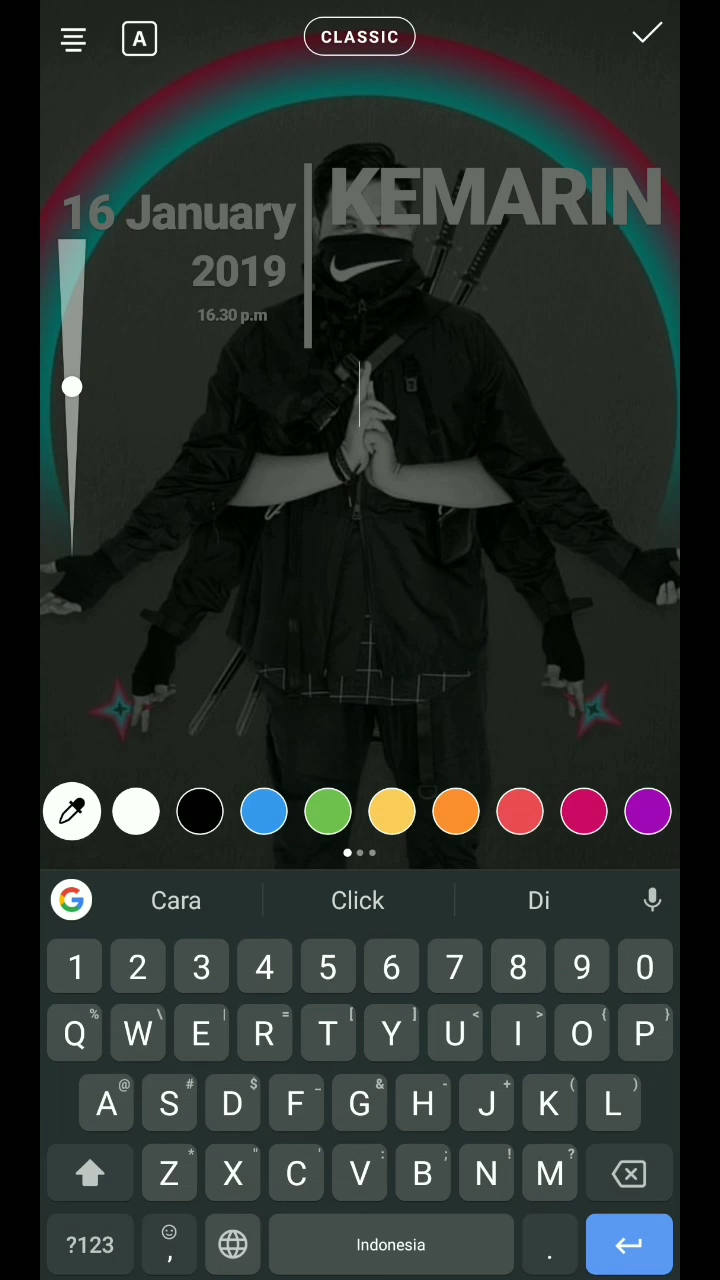 A
CLASSIC
16 January
2019
16.30 p.m
KEMARIN
Cara Click Di
1 2 3 4 5 6 7 8 9 0
% \ | = [ ] < > { }
Q W E R T Y U I O P
@ # $ _ & - + ( )
A S D F G H J K L
* " ' : ; ! ?
Z X C V B N M
?123 , Indonesia .